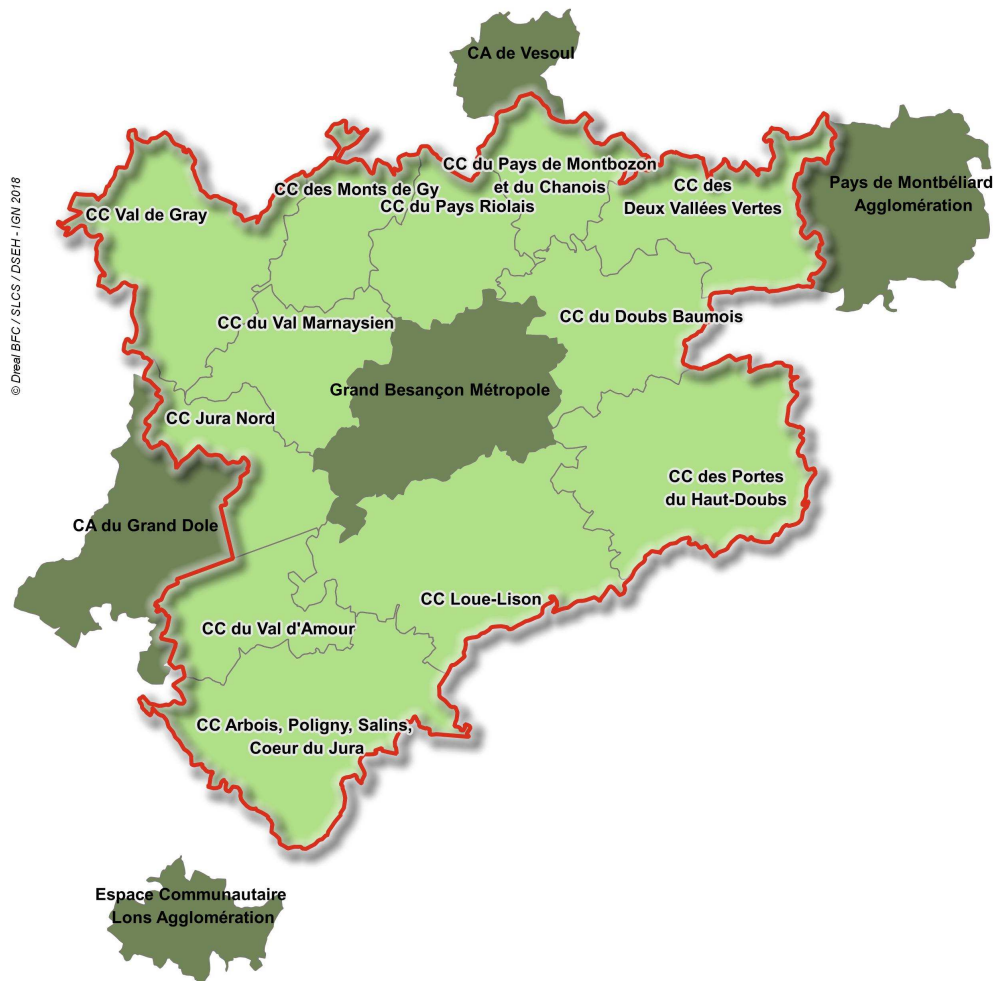 CA de Vesoul
CC du Pays de Montbozon
et du Chanois
CC des Monts de Gy
CC du Pays Riolais
CC des
Deux Vallées Vertes
Pays de Montbéliard
Agglomération
CC Val de Gray
© Dreal BFC / SLCS / DSEH - IGN 2018
CC du Val Marnaysien
CC du Doubs Baumois
Grand Besançon Métropole
CC Jura Nord
CC des Portes
du Haut-Doubs
CA du Grand Dole
CC Loue-Lison
CC du Val d'Amour
CC Arbois, Poligny, Salins,
Coeur du Jura
Espace Communautaire
Lons Agglomération